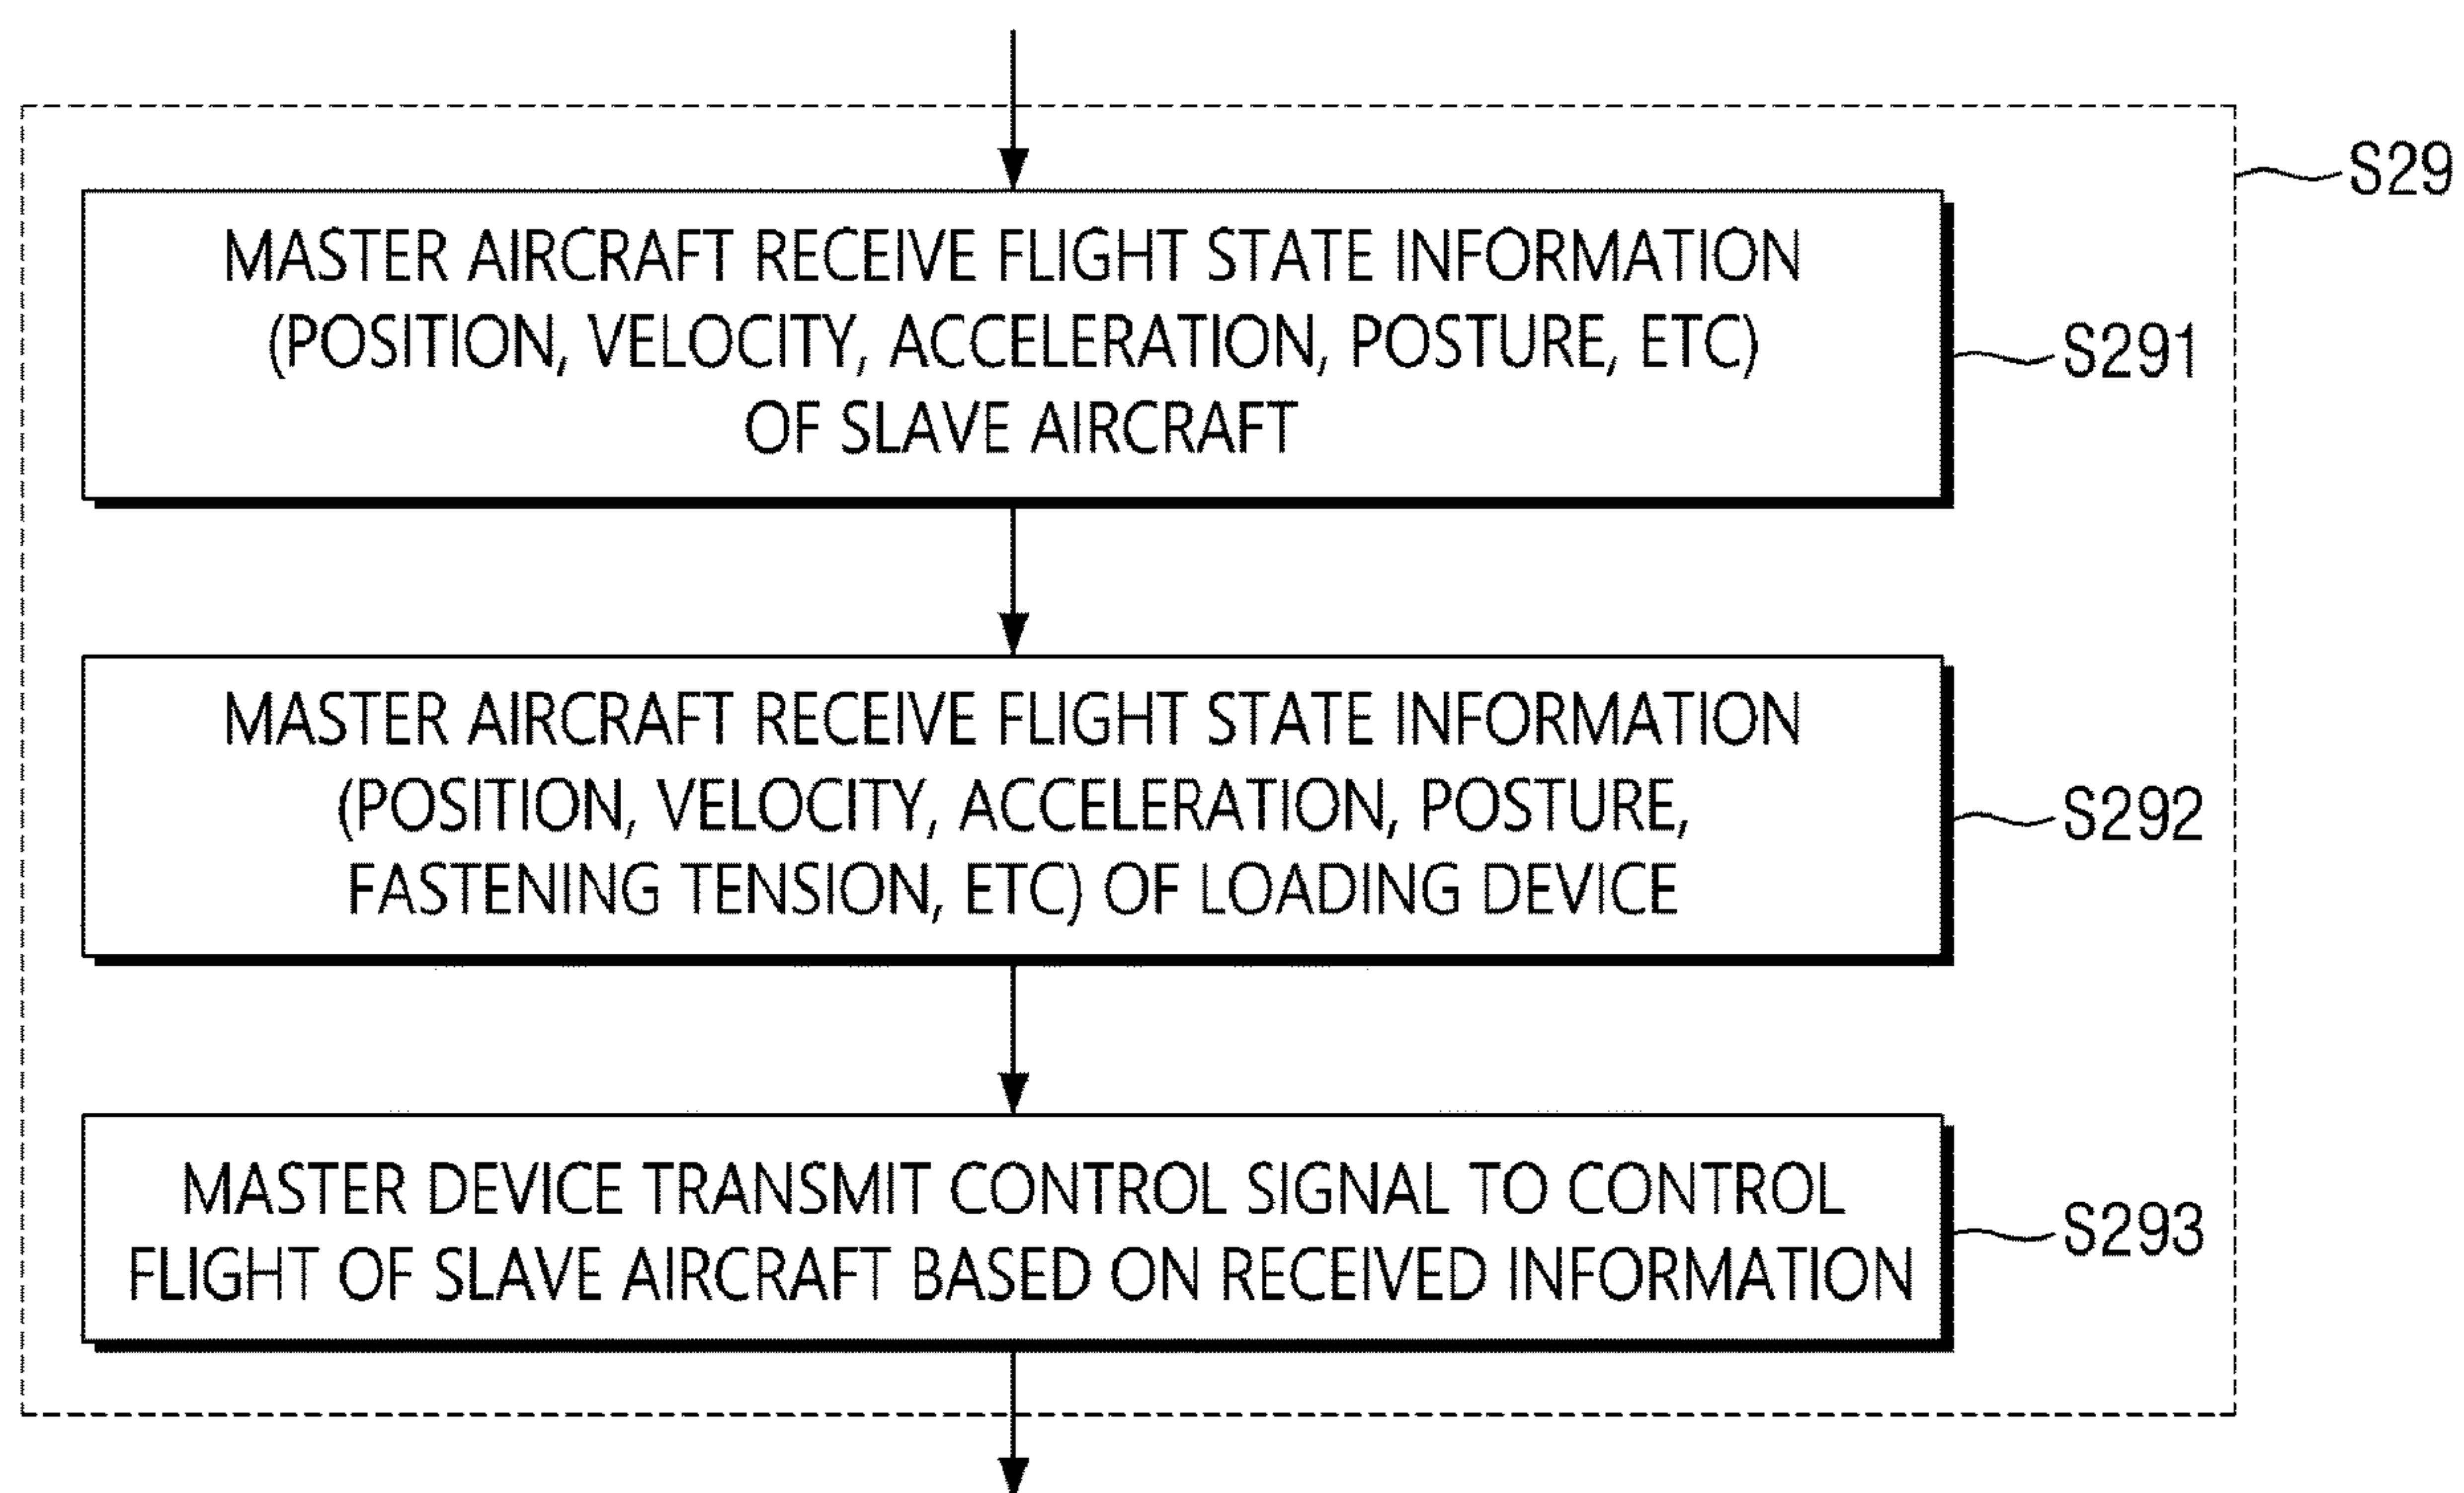 S29
MASTER AIRCRAFT RECEIVE FLIGHT STATE INFORMATION
(POSITION, VELOCITY, ACCELERATION, POSTURE, ETC)
OF SLAVE AIRCRAFT
S291
MASTER AIRCRAFT RECEIVE FLIGHT STATE INFORMATION
(POSITION, VELOCITY, ACCELERATION, POSTURE,
FASTENING TENSION, ETC) OF LOADING DEVICE
S292
MASTER DEVICE TRANSMIT CONTROL SIGNAL TO CONTROL
FLIGHT OF SLAVE AIRCRAFT BASED ON RECEIVED INFORMATION
S293